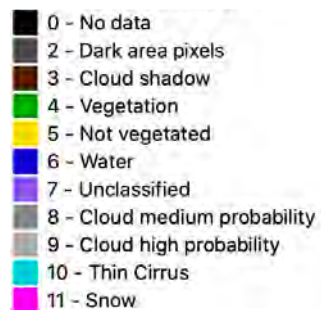 0 - No data
2 - Dark area pixels
3 - Cloud shadow
4 - Vegetation
5 - Not vegetated
6 - Water
7 - Unclassified
8 - Cloud medium probability
9 - Cloud high probability
10 - Thin Cirrus
11 - Snow